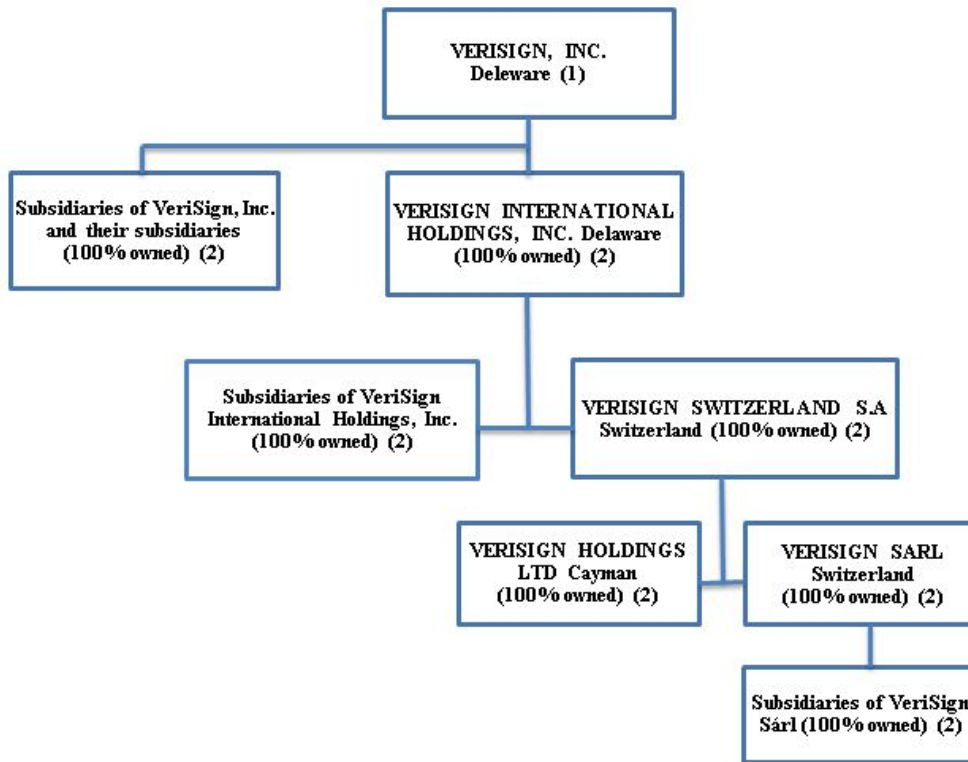 VERISIGN, INC.
Deleware (1)
Subsidiaries of VeriSign, Inc.
and their subsidiaries
(100% owned) (2)
VERISIGN INTERNATIONAL
HOLDINGS, INC. Delaware
(100% owned) (2)
Subsidiaries of VeriSign
International Holdings, Inc.
(100% owned) (2)
VERISIGN SWITZERLAND S.A
Switzerland (100% owned) (2)
VERISIGN HOLDINGS
LTD Cayman
(100% owned) (2)
VERISIGN SARL
Switzerland
(100% owned) (2)
Subsidiaries of VeriSign
Sárl (100% owned) (2)